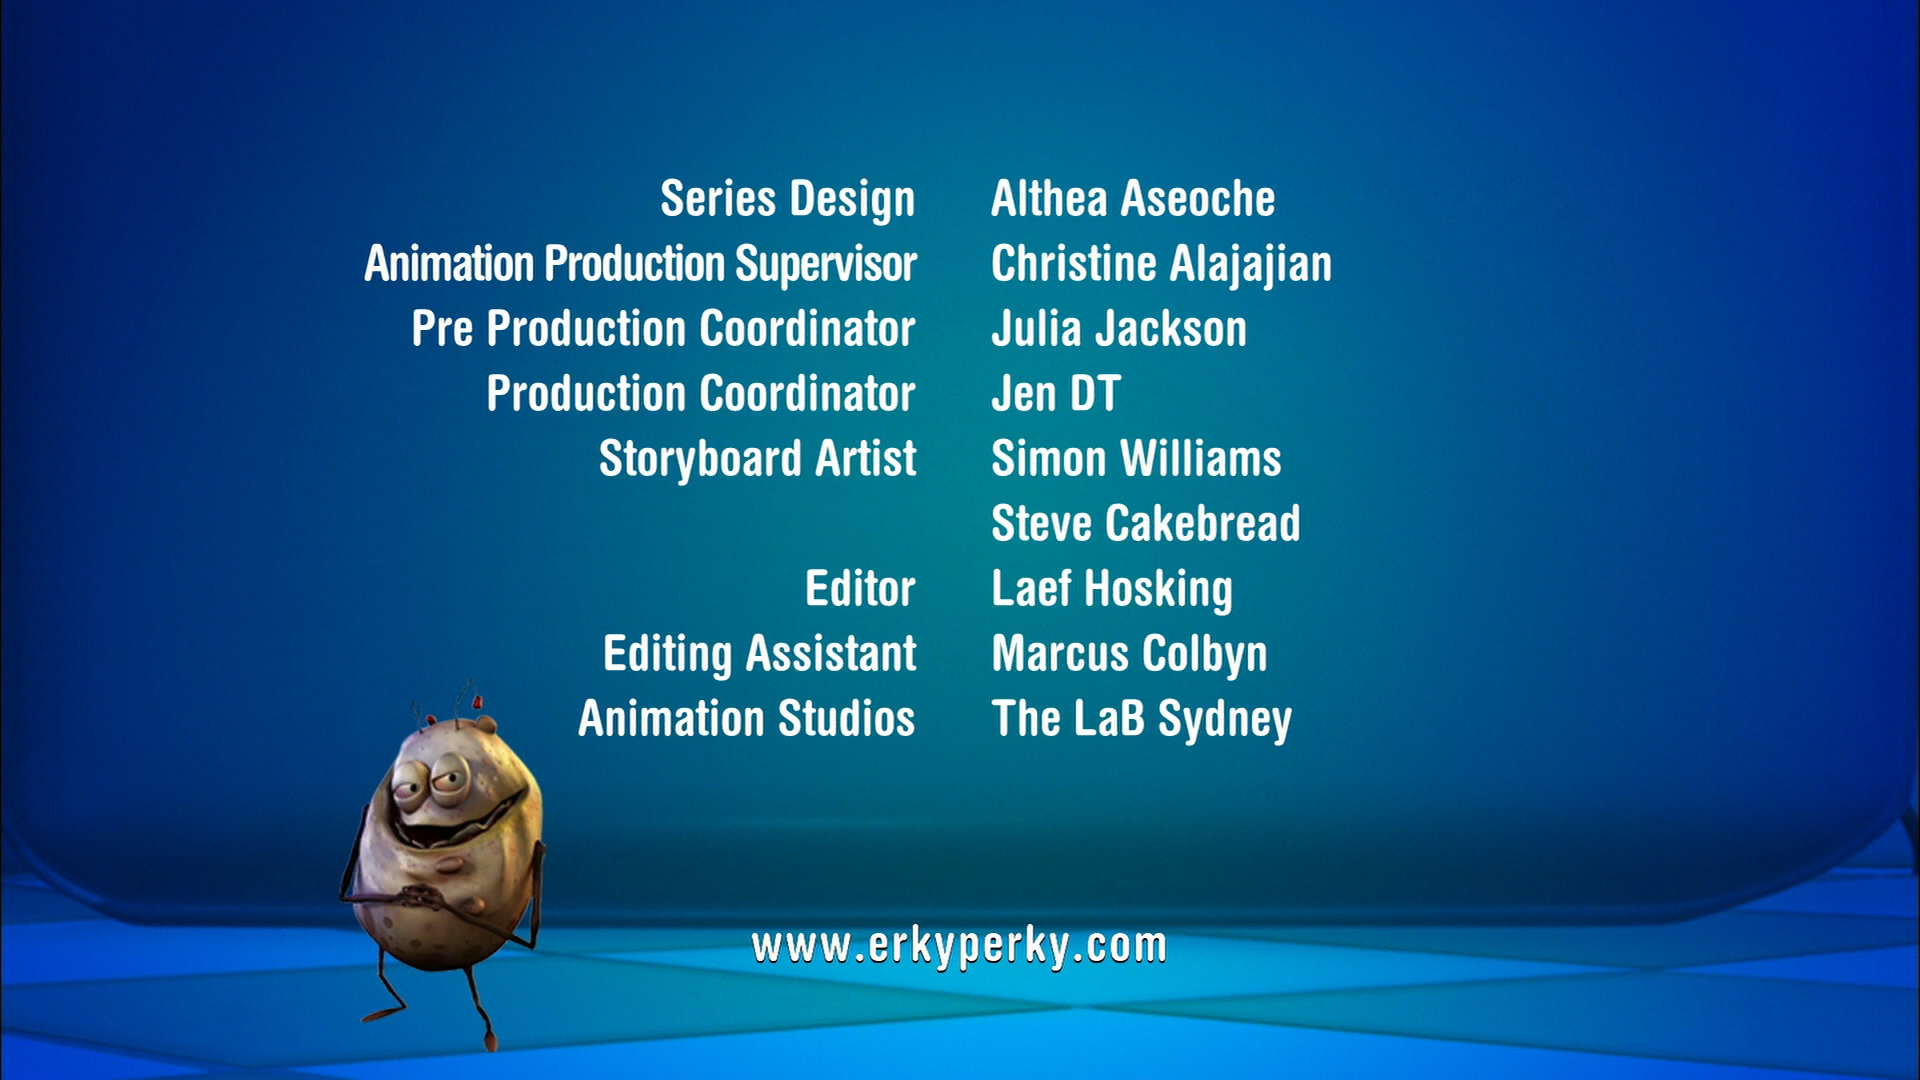 Series Design Althea Aseoche
Animation Production Supervisor Christine Alajajian
Pre Production Coordinator Julia Jackson
Production Coordinator Jen DT
Storyboard Artist Simon Williams
Steve Cakebread
Editor Laef Hosking
Editing Assistant Marcus Colbyn
Animation Studios The LaB Sydney
www.erkyperky.com